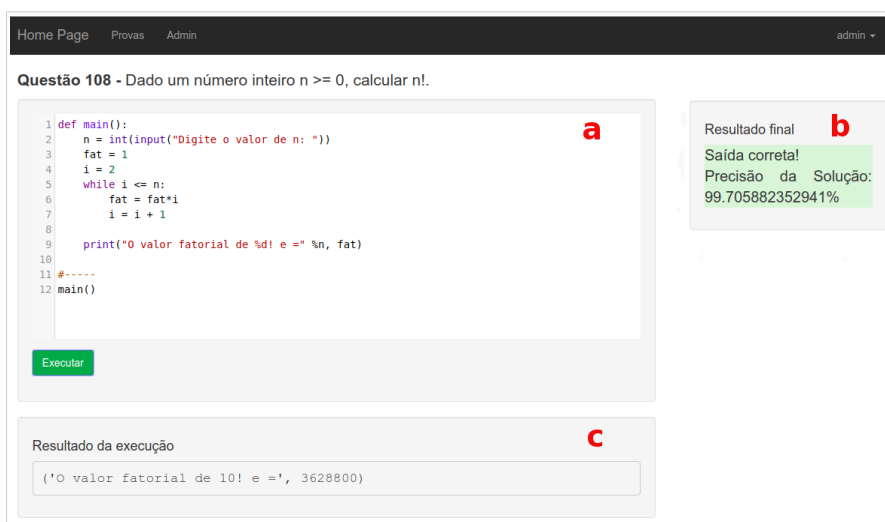 Home Page Provas Admin admin
Questão 108 - Dado um número inteiro n >= 0, calcular n!.
a
1 def main():
2     n = int(input("Digite o valor de n: "))
3     fat = 1
4     i = 2
5     while i <= n:
6         fat = fat*i
7         i = i + 1
8
9     print("O valor fatorial de %d! e =" %n, fat)
10
11 #-----
12 main()
Executar
b
Resultado final
Saída correta!
Precisão da Solução:
99.705882352941%
c
Resultado da execução
('O valor fatorial de 10! e =', 3628800)